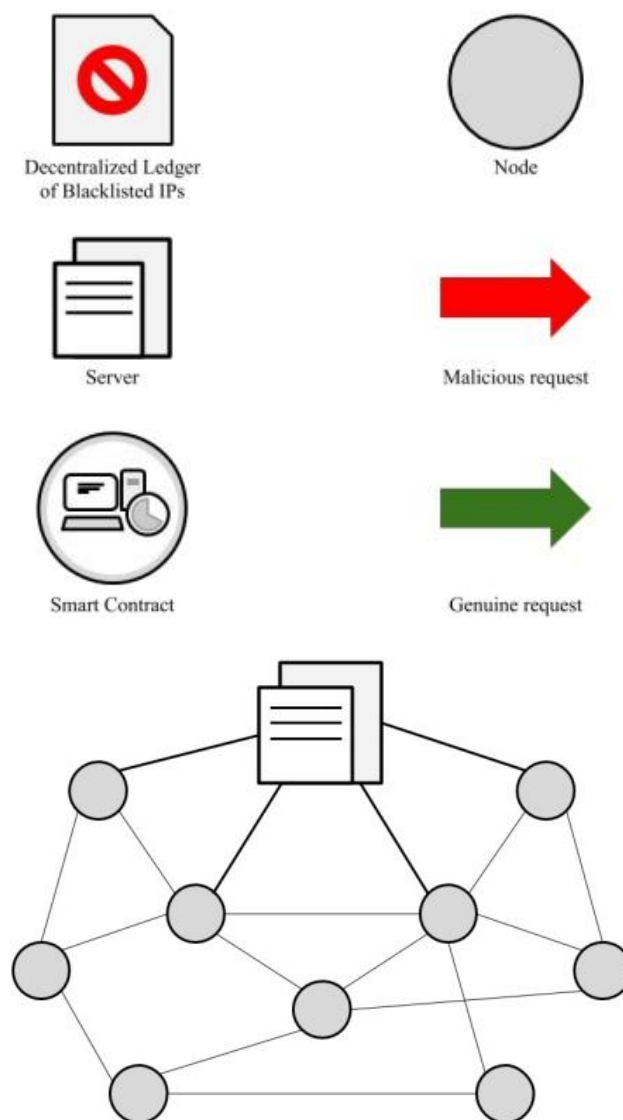 Decentralized Ledger
of Blacklisted IPs
Node
Server
Malicious request
Smart Contract
Genuine request